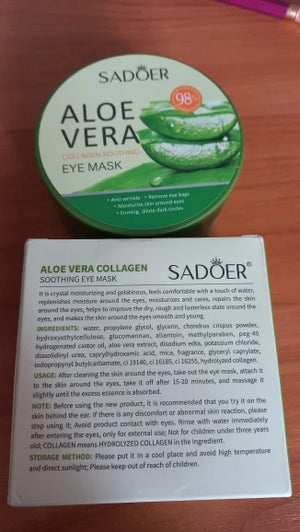 SADOER
ALOE
VERA
98%
COLLAGEN SOOTHING
EYE MASK
• Anti-wrinkle • Remove eye bags
• Moisturize skin around eyes
• Firming, dilute dark circles
ALOE VERA COLLAGEN
SOOTHING EYE MASK
SADOER®
It is crystal moisturizing and gelatinous, feels comfortable with a touch of water,
replenishes moisture around the eyes, moisturizes and cares, repairs the skin
around the eyes, helps to improve the dry, rough and lusterless state around the
eyes, and makes the skin around the eyes smooth and young.
INGREDIENTS: water, propylene glycol, glycerin, chondrus crispus powder,
hydroxyethylcellulose, glucomannan, allantoin, methylparaben, peg-40
hydrogenated castor oil, aloe vera extract, disodium edta, potassium chloride,
diazolidinyl urea, caprylhydroxamic acid, mica, fragrance, glyceryl caprylate,
iodopropynyl butylcarbamate, ci 19140, ci 16185, ci 16255, hydrolyzed collagen.
USAGE: After cleaning the skin around the eyes, take out the eye mask, attach it
to the skin around the eyes, take it off after 15-20 minutes, and massage it
slightly until the excess essence is absorbed.
NOTE: Before using the new product, it is recommended that you try it on the
skin behind the ear. If there is any discomfort or abnormal skin reaction, please
stop using it; Avoid product contact with eyes. Rinse with water immediately
after entering the eyes, only for external use; Not for children under three years
old; COLLAGEN means HYDROLYZED COLLAGEN in the ingredient.
STORAGE METHOD: Please put it in a cool place and avoid high temperature
and direct sunlight; Please keep out of reach of children.